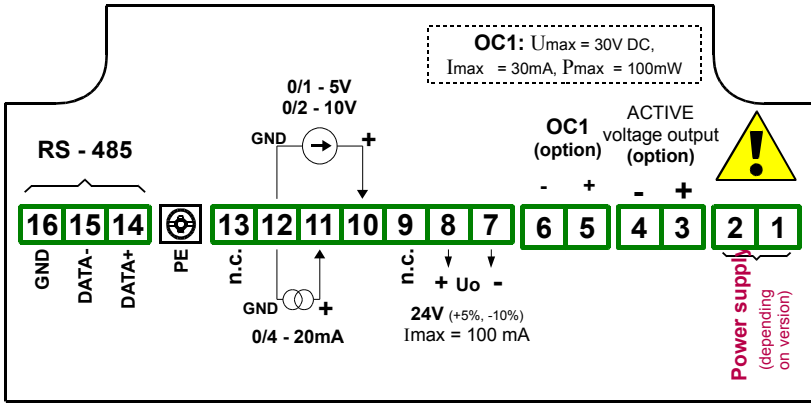 OC1: Umax = 30V DC,
Imax = 30mA, Pmax = 100mW
0/1 - 5V
0/2 - 10V
GND
+
RS - 485
OC1
(option)
- +
ACTIVE
voltage output
(option)
- +
!
16 15 14 13 12 11 10 9 8 7 6 5 4 3 2 1
GND
DATA-
DATA+
PE
n.c.
GND +
0/4 - 20mA
n.c.
+ Uo -
24V (+5%, -10%)
Imax = 100 mA
Power supply
(depending
on version)